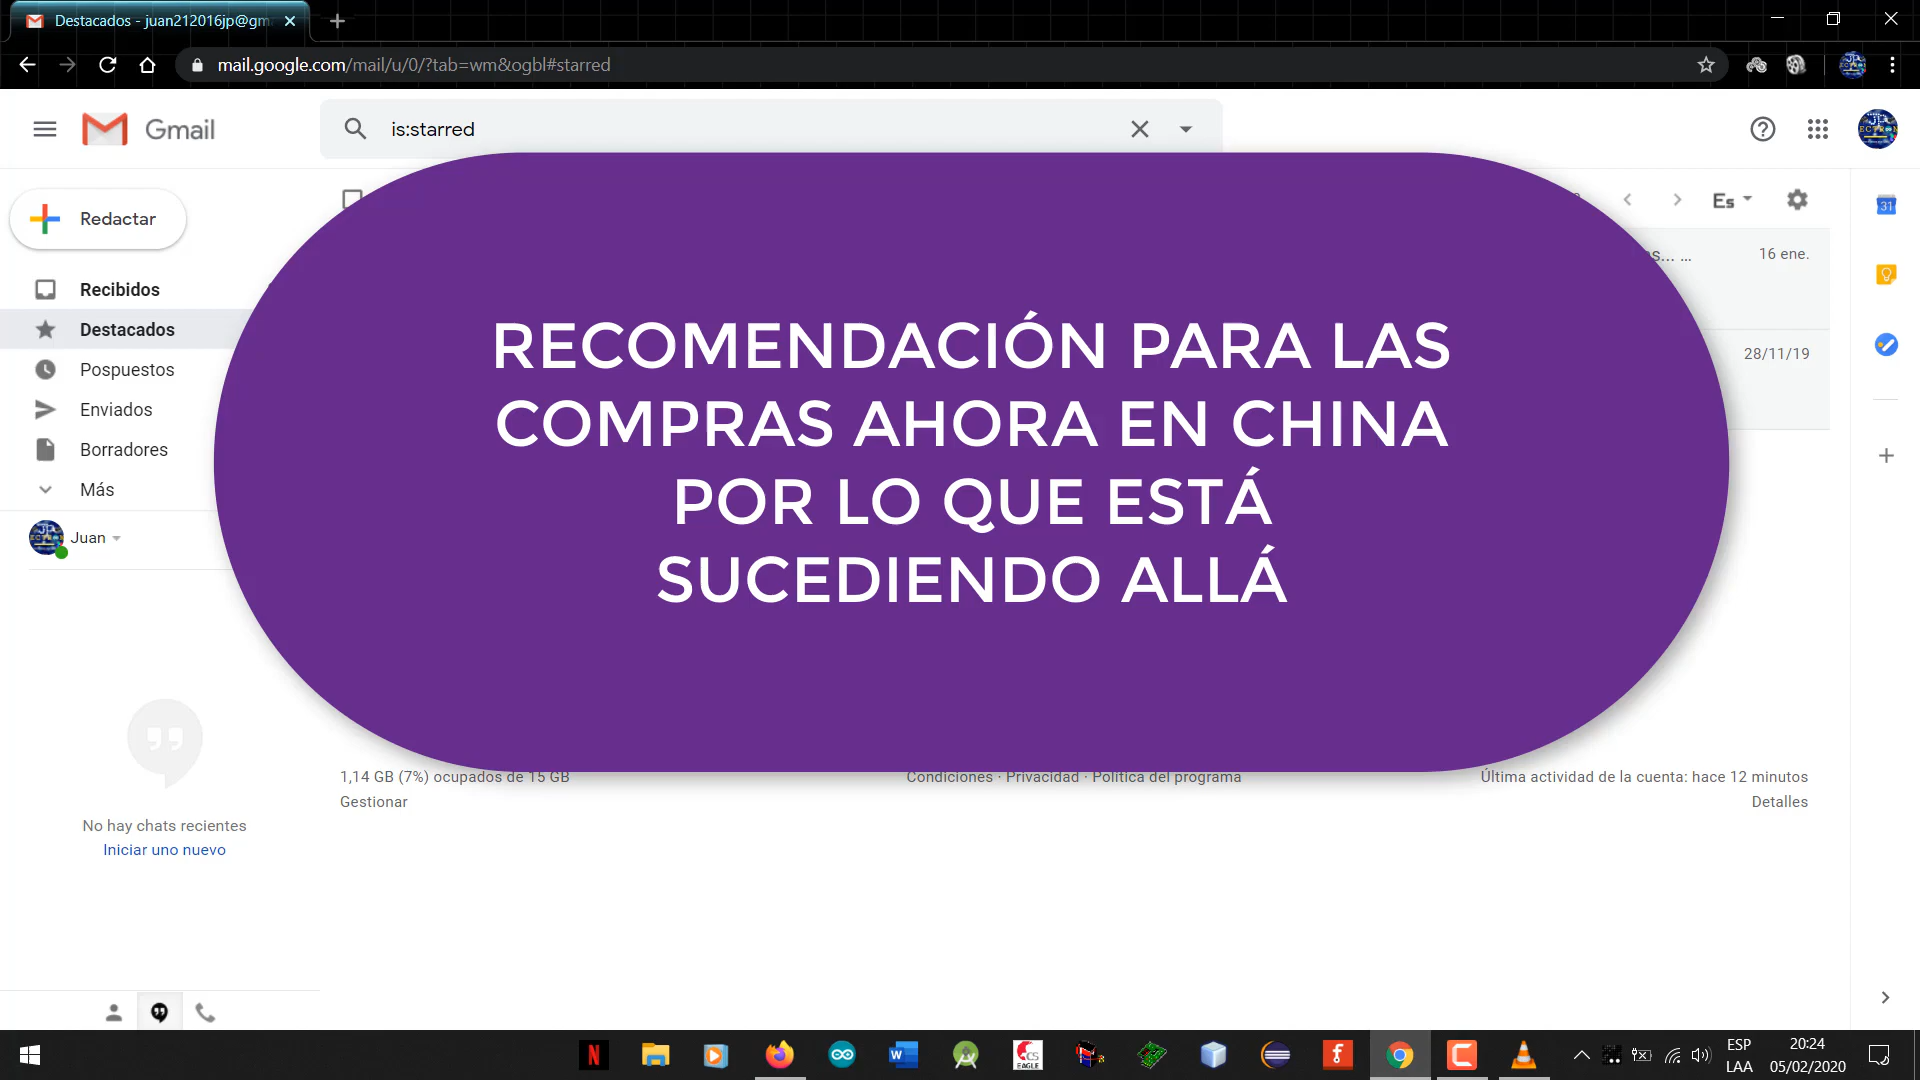 Destacados - juan212016jp@gm
mail.google.com/mail/u/0/?tab=wm&ogbl#starred
Gmail
is:starred
Redactar
Es
31
Recibidos
... ...
16 ene.
Destacados
28/11/19
Pospuestos
Enviados
Borradores
Más
Juan
RECOMENDACIÓN PARA LAS
COMPRAS AHORA EN CHINA
POR LO QUE ESTÁ
SUCEDIENDO ALLÁ
1,14 GB (7%) ocupados de 15 GB
Gestionar
Condiciones · Privacidad · Política del programa
Última actividad de la cuenta: hace 12 minutos
Detalles
No hay chats recientes
Iniciar uno nuevo
EAGLE
ESP
LAA
20:24
05/02/2020